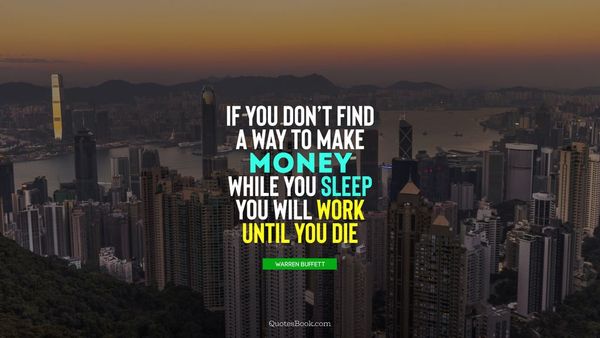 IF YOU DON'T FIND
A WAY TO MAKE
MONEY
WHILE YOU SLEEP
YOU WILL WORK
UNTIL YOU DIE
WARREN BUFFETT
QuotesBook.com